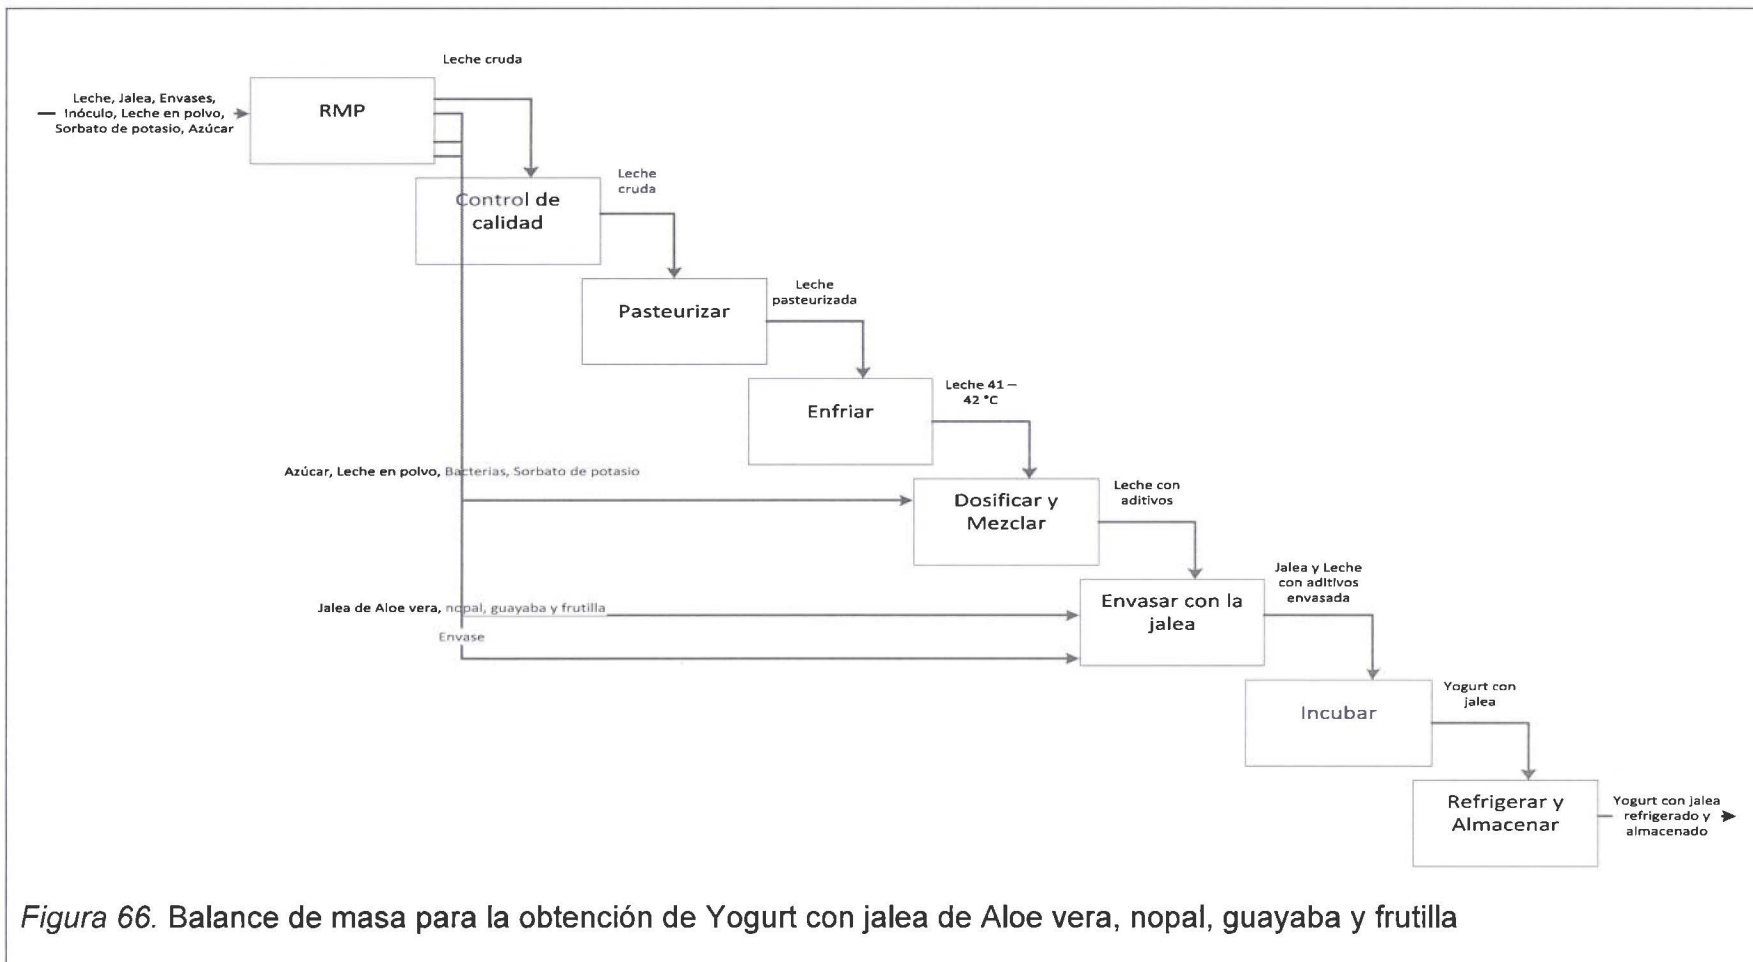 Leche cruda
Leche, Jalea, Envases,
Inóculo, Leche en polvo,
Sorbato de potasio, Azúcar
RMP
Leche
cruda
Control de
calidad
Leche
pasteurizada
Pasteurizar
Leche 41 –
42 °C
Enfriar
Azúcar, Leche en polvo, Bacterias, Sorbato de potasio
Leche con
aditivos
Dosificar y
Mezclar
Jalea y Leche
con aditivos
envasada
Jalea de Aloe vera, nopal, guayaba y frutilla
Envasar con la
jalea
Envase
Yogurt con
jalea
Incubar
Refrigerar y
Almacenar
Yogurt con jalea
refrigerado y
almacenado
Figura 66. Balance de masa para la obtención de Yogurt con jalea de Aloe vera, nopal, guayaba y frutilla